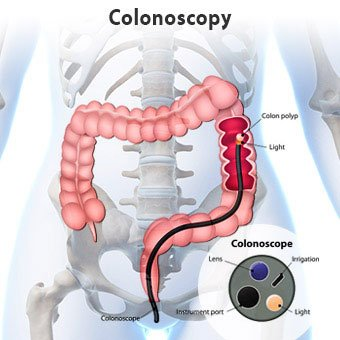 Colonoscopy
Colon polyp
Light
Colonoscope
Lens
Irrigation
Instrument port
Light
Colonoscope